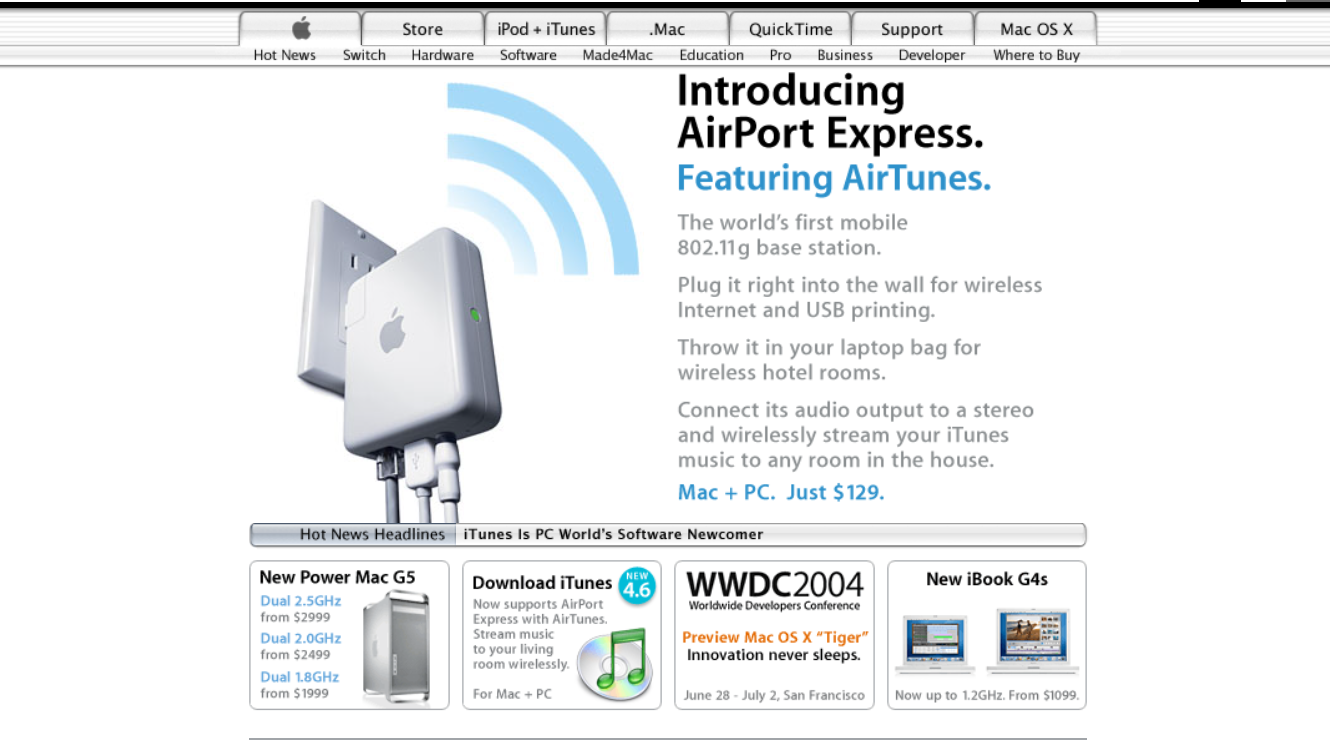 Store
iPod + iTunes
.Mac
QuickTime
Support
Mac OS X
Hot News
Switch
Hardware
Software
Made4Mac
Education
Pro
Business
Developer
Where to Buy
Introducing
AirPort Express.
Featuring AirTunes.
The world's first mobile
802.11g base station.
Plug it right into the wall for wireless
Internet and USB printing.
Throw it in your laptop bag for
wireless hotel rooms.
Connect its audio output to a stereo
and wirelessly stream your iTunes
music to any room in the house.
Mac + PC. Just $129.
Hot News Headlines
iTunes Is PC World's Software Newcomer
New Power Mac G5
Dual 2.5GHz
from $2999
Dual 2.0GHz
from $2499
Dual 1.8GHz
from $1999
Download iTunes
NEW
4.6
Now supports AirPort
Express with AirTunes.
Stream music
to your living
room wirelessly.
For Mac + PC
WWDC2004
Worldwide Developers Conference
Preview Mac OS X “Tiger”
Innovation never sleeps.
June 28 - July 2, San Francisco
New iBook G4s
Now up to 1.2GHz. From $1099.